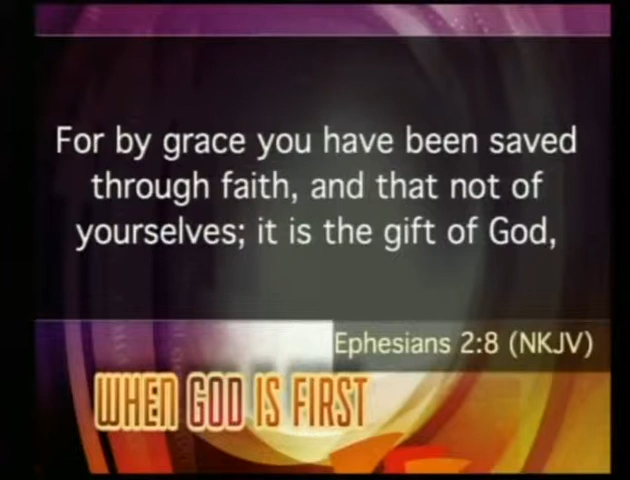 For by grace you have been saved
through faith, and that not of
yourselves; it is the gift of God,
Ephesians 2:8 (NKJV)
WHEN GOD IS FIRST